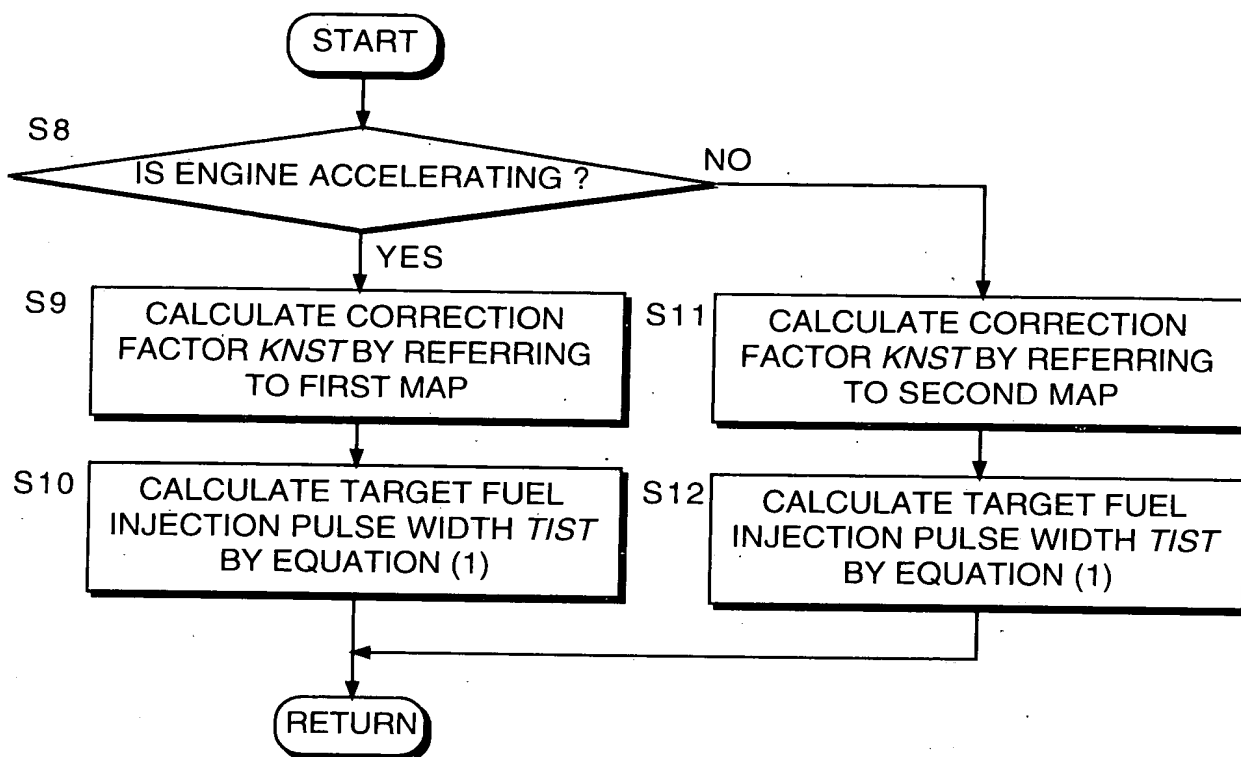 START
S8
IS ENGINE ACCELERATING ?
NO
YES
S9
CALCULATE CORRECTION
FACTOR KNST BY REFERRING
TO FIRST MAP
S11
CALCULATE CORRECTION
FACTOR KNST BY REFERRING
TO SECOND MAP
S10
CALCULATE TARGET FUEL
INJECTION PULSE WIDTH TIST
BY EQUATION (1)
S12
CALCULATE TARGET FUEL
INJECTION PULSE WIDTH TIST
BY EQUATION (1)
RETURN